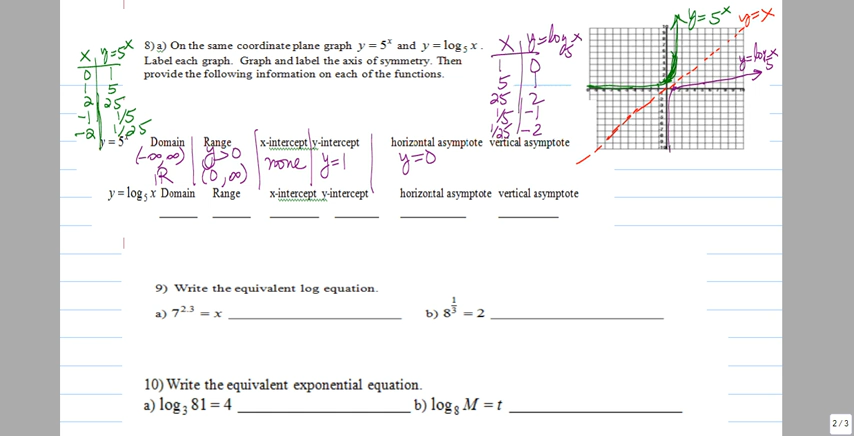 8) a) On the same coordinate plane graph y = 5^x and y = log_5 x .
Label each graph. Graph and label the axis of symmetry. Then
provide the following information on each of the functions.
x y=5^x
0 1
1 5
2 25
-1 1/5
-2 1/25
x y=log_5 x
1 0
5 1
25 2
1/5 -1
1/25 -2
y=5^x
y=x
y=log_5 x
y = 5^x Domain Range x-intercept y-intercept horizontal asymptote vertical asymptote
(-∞,∞) y>0 none y=1 y=0
ℝ (0,∞)
y = log_5 x Domain Range x-intercept y-intercept horizontal asymptote vertical asymptote
9) Write the equivalent log equation.
a) 7^2.3 = x b) 8^(1/3) = 2
10) Write the equivalent exponential equation.
a) log_3 81 = 4 b) log_8 M = t
2 / 3